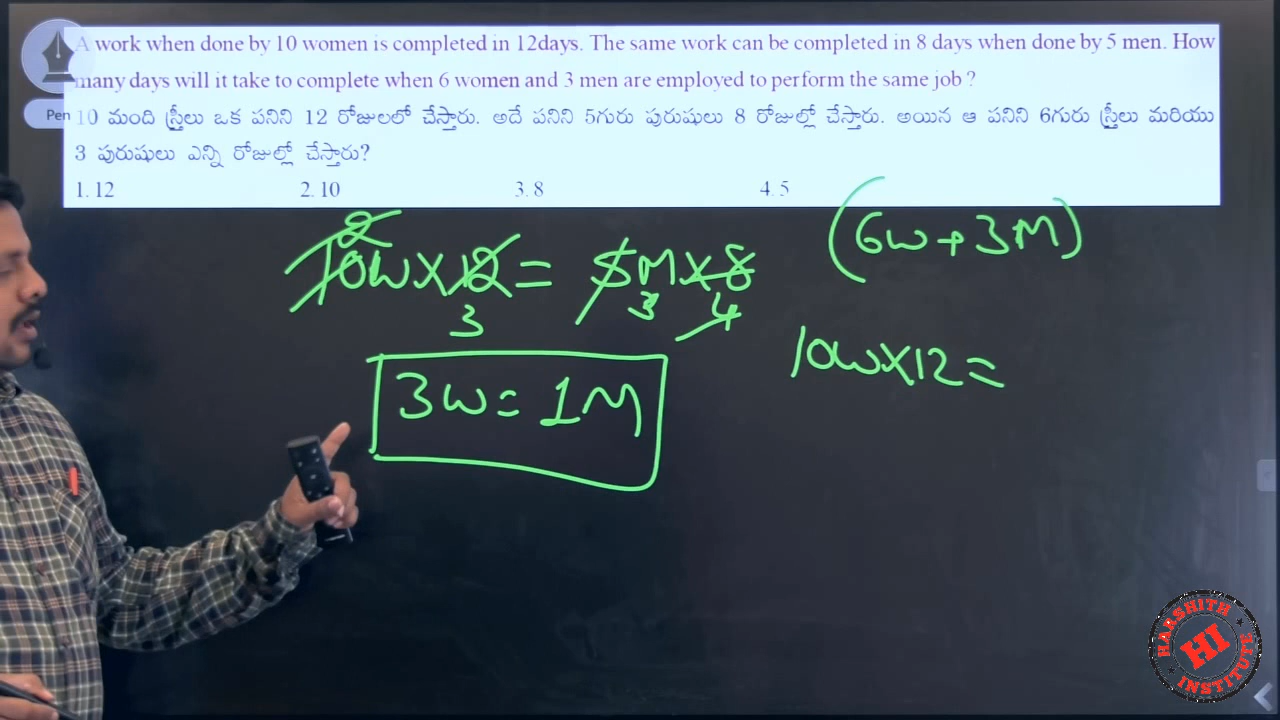 A work when done by 10 women is completed in 12days. The same work can be completed in 8 days when done by 5 men. How
many days will it take to complete when 6 women and 3 men are employed to perform the same job ?
Pen
10 మంది స్త్రీలు ఒక పనిని 12 రోజులలో చేస్తారు. అదే పనిని 5గురు పురుషులు 8 రోజుల్లో చేస్తారు. అయిన ఆ పనిని 6గురు స్త్రీలు మరియు
3 పురుషులు ఎన్ని రోజుల్లో చేస్తారు?
1. 12 2. 10 3. 8 4. 5
(6W + 3M)
2
10W×12 = 5M×8
3 3 4
10W×12 =
3W = 1M
HARSHITH
HI
INSTITUTE